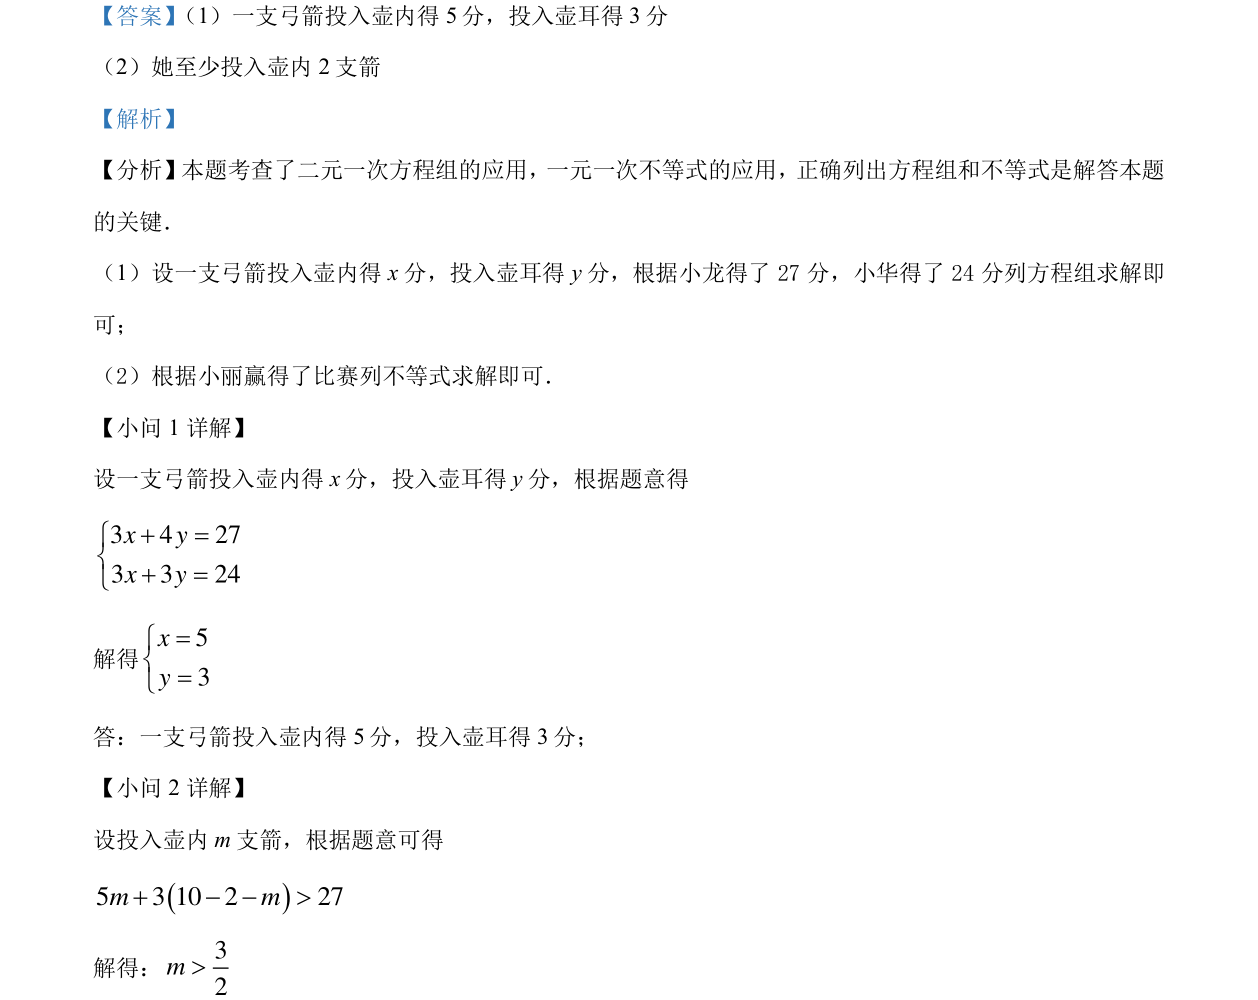 【答案】（1）一支弓箭投入壶内得 5 分，投入壶耳得 3 分
（2）她至少投入壶内 2 支箭
【解析】
【分析】本题考查了二元一次方程组的应用，一元一次不等式的应用，正确列出方程组和不等式是解答本题
的关键．
（1）设一支弓箭投入壶内得 x 分，投入壶耳得 y 分，根据小龙得了 27 分，小华得了 24 分列方程组求解即
可；
（2）根据小丽赢得了比赛列不等式求解即可．
【小问 1 详解】
设一支弓箭投入壶内得 x 分，投入壶耳得 y 分，根据题意得
{3x+4y=27
3x+3y=24
解得{x=5
y=3
答：一支弓箭投入壶内得 5 分，投入壶耳得 3 分；
【小问 2 详解】
设投入壶内 m 支箭，根据题意可得
5m+3(10−2−m)>27
解得：m>3/2